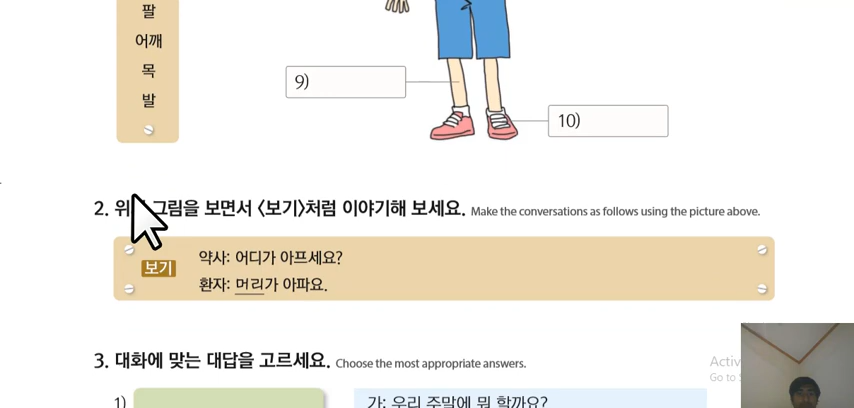 팔
어깨
목
발
9)
10)
2. 위의 그림을 보면서 <보기>처럼 이야기해 보세요. Make the conversations as follows using the picture above.
보기
약사: 어디가 아프세요?
환자: 머리가 아파요.
3. 대화에 맞는 대답을 고르세요. Choose the most appropriate answers.
Activ
Go to S
1)
가: 우리 주말에 뭐 할까요?